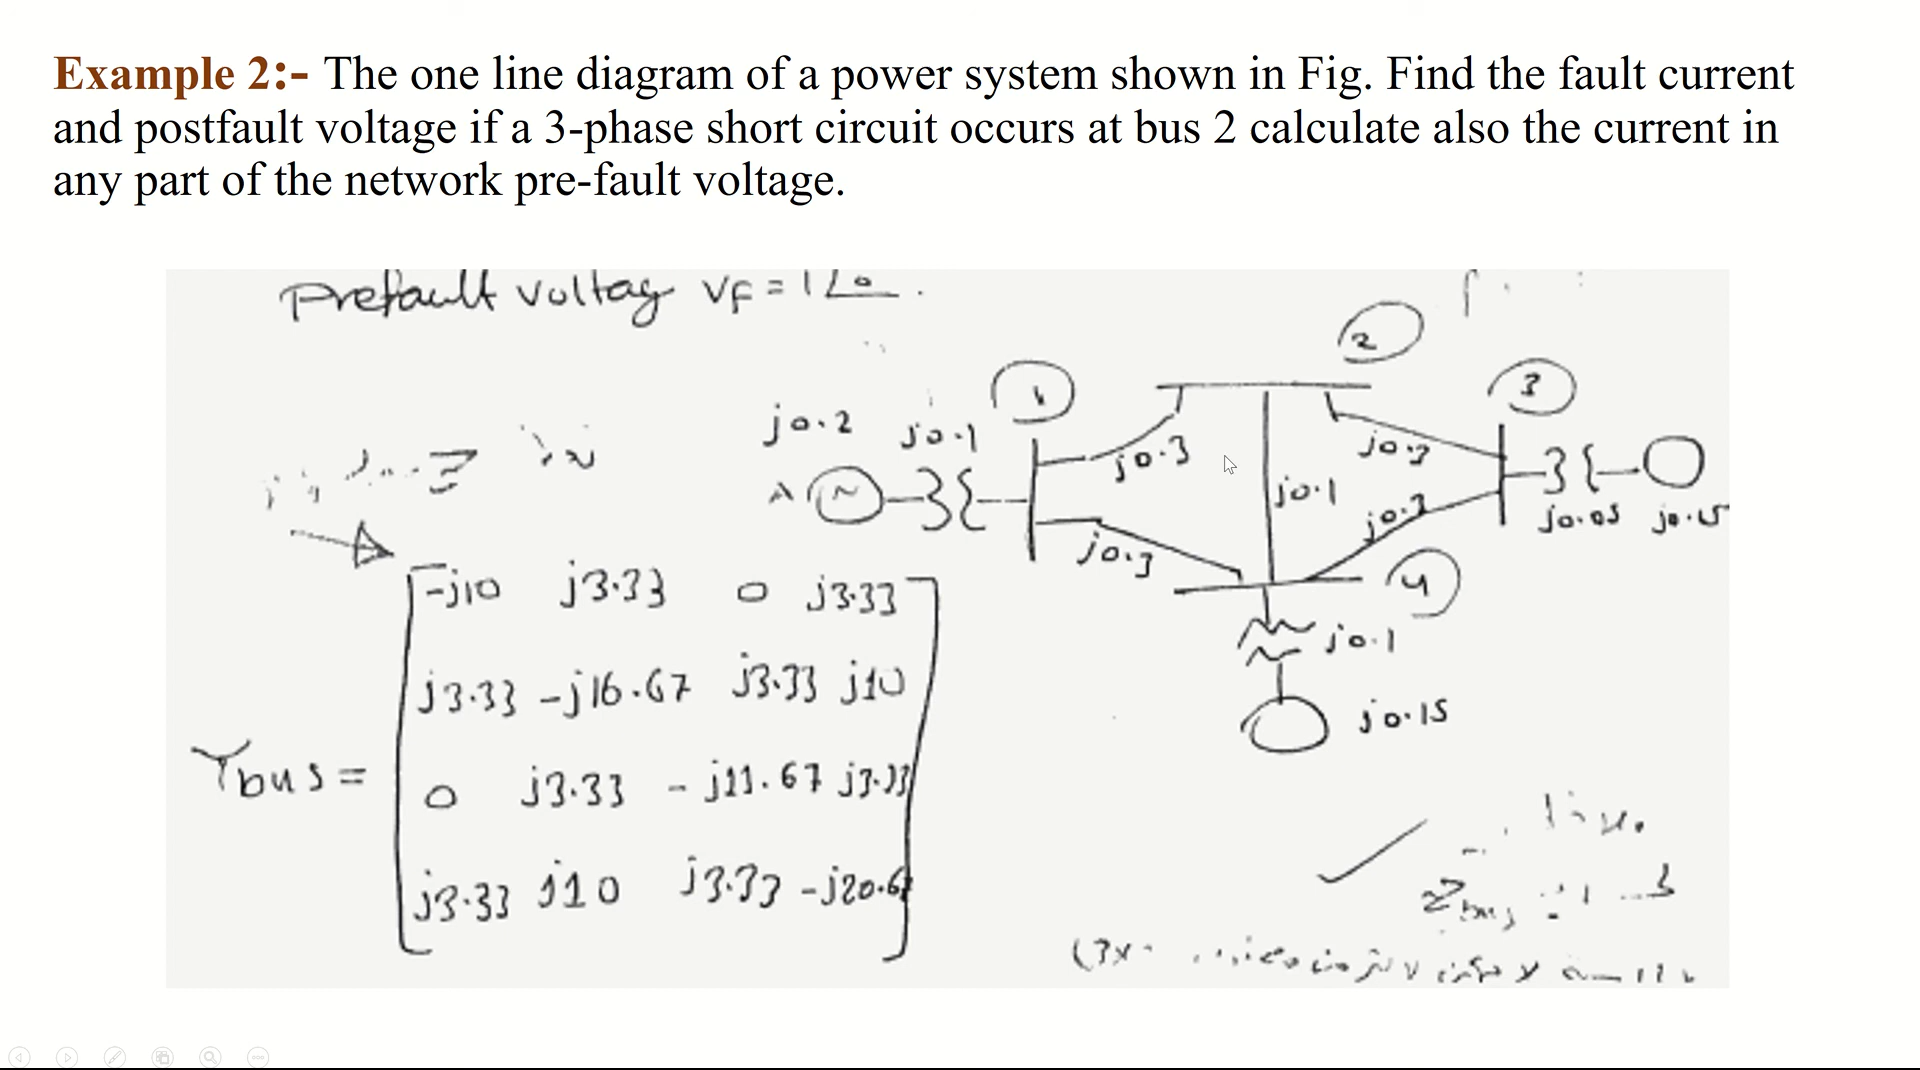 Example 2:- The one line diagram of a power system shown in Fig. Find the fault current
and postfault voltage if a 3-phase short circuit occurs at bus 2 calculate also the current in
any part of the network pre-fault voltage.
Prefault voltag VF = 1∠0 .
2
1
3
j0.2
j0.1
j0.3
j0.3
A
~
j0.1
j0.3
j0.05
j0.15
j0.3
4
j0.1
j0.15
Ybus =
-j10 j3.33 0 j3.33
j3.33 -j16.67 j3.33 j10
0 j3.33 -j11.67 j3.33
j3.33 j10 j3.33 -j20.67
Zbus